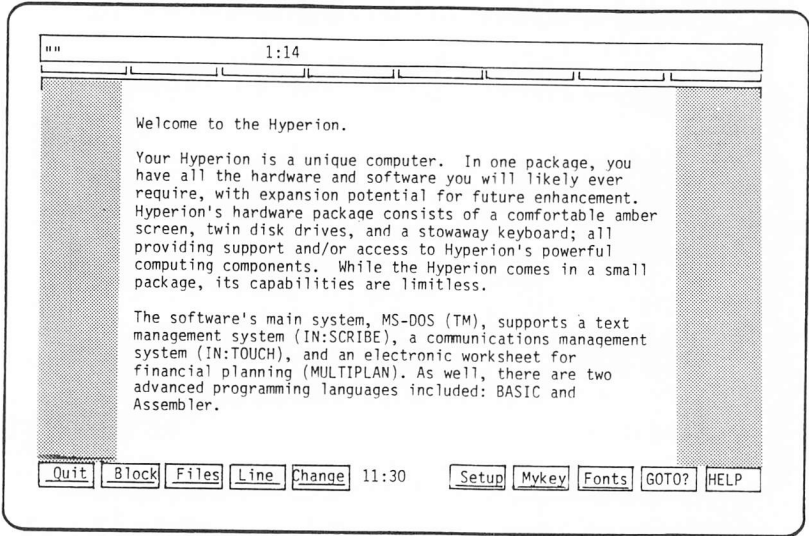 "" 1:14
Welcome to the Hyperion.
Your Hyperion is a unique computer. In one package, you
have all the hardware and software you will likely ever
require, with expansion potential for future enhancement.
Hyperion's hardware package consists of a comfortable amber
screen, twin disk drives, and a stowaway keyboard; all
providing support and/or access to Hyperion's powerful
computing components. While the Hyperion comes in a small
package, its capabilities are limitless.
The software's main system, MS-DOS (TM), supports a text
management system (IN:SCRIBE), a communications management
system (IN:TOUCH), and an electronic worksheet for
financial planning (MULTIPLAN). As well, there are two
advanced programming languages included: BASIC and
Assembler.
Quit Block Files Line Change 11:30 Setup Mykey Fonts GOTO? HELP